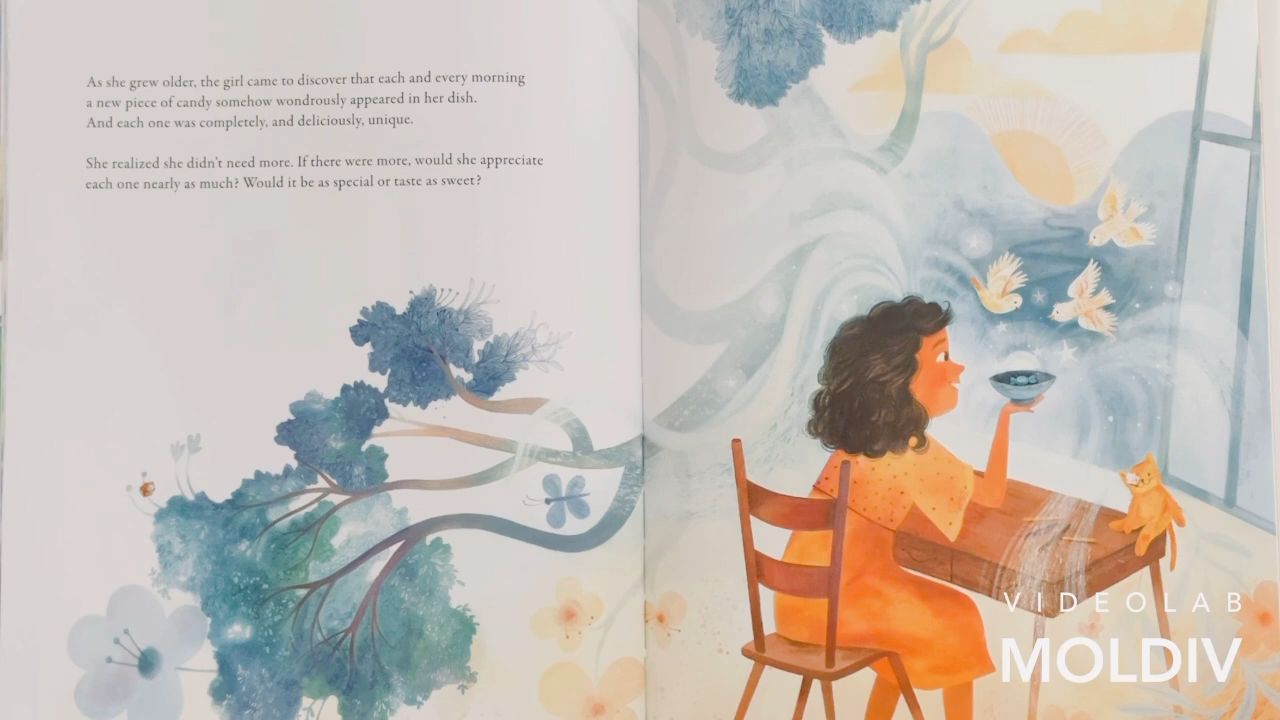 As she grew older, the girl came to discover that each and every morning
a new piece of candy somehow wondrously appeared in her dish.
And each one was completely, and deliciously, unique.
She realized she didn't need more. If there were more, would she appreciate
each one nearly as much? Would it be as special or taste as sweet?
VIDEOLAB
MOLDIV